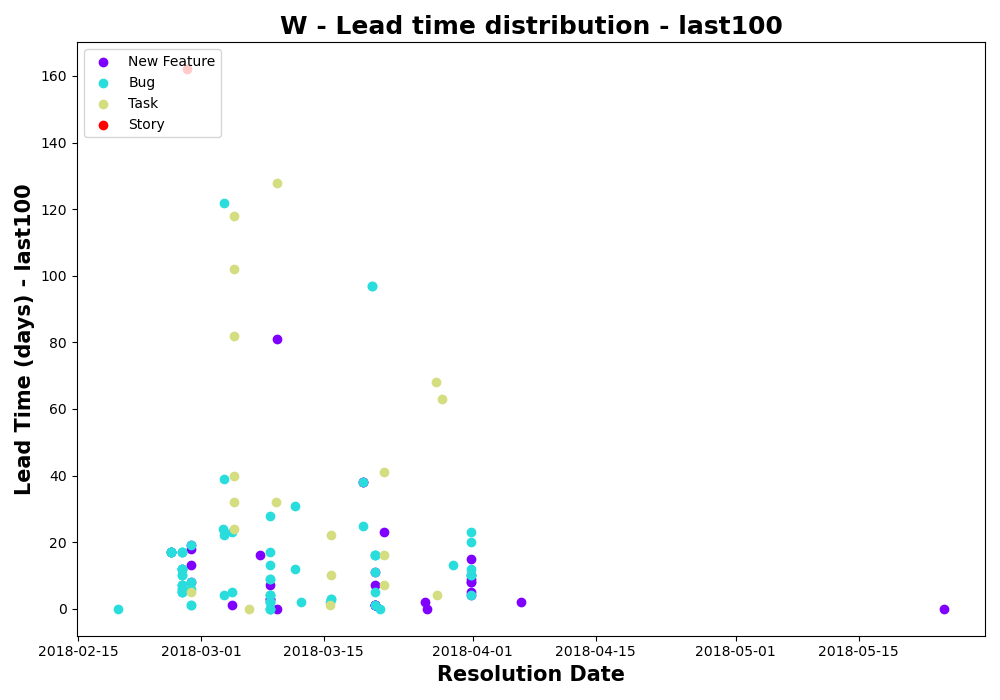 W - Lead time distribution - last100
New Feature
Bug
Task
Story
160
140
120
100
80
60
40
20
0
Lead Time (days) - last100
2018-02-15 2018-03-01 2018-03-15 2018-04-01 2018-04-15 2018-05-01 2018-05-15
Resolution Date